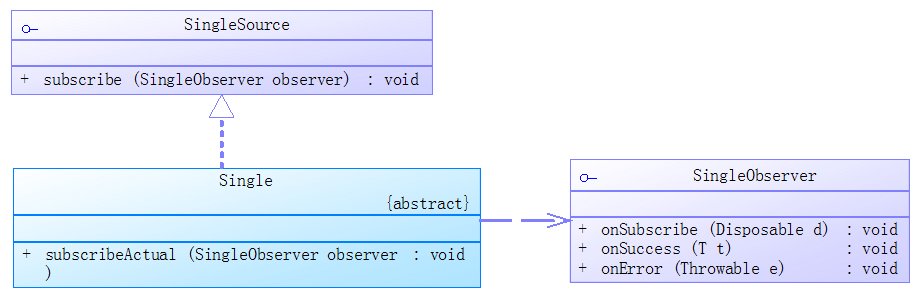 SingleSource
+ subscribe (SingleObserver observer) : void
Single
{abstract}
+ subscribeActual (SingleObserver observer : void
)
SingleObserver
+ onSubscribe (Disposable d) : void
+ onSuccess (T t) : void
+ onError (Throwable e) : void